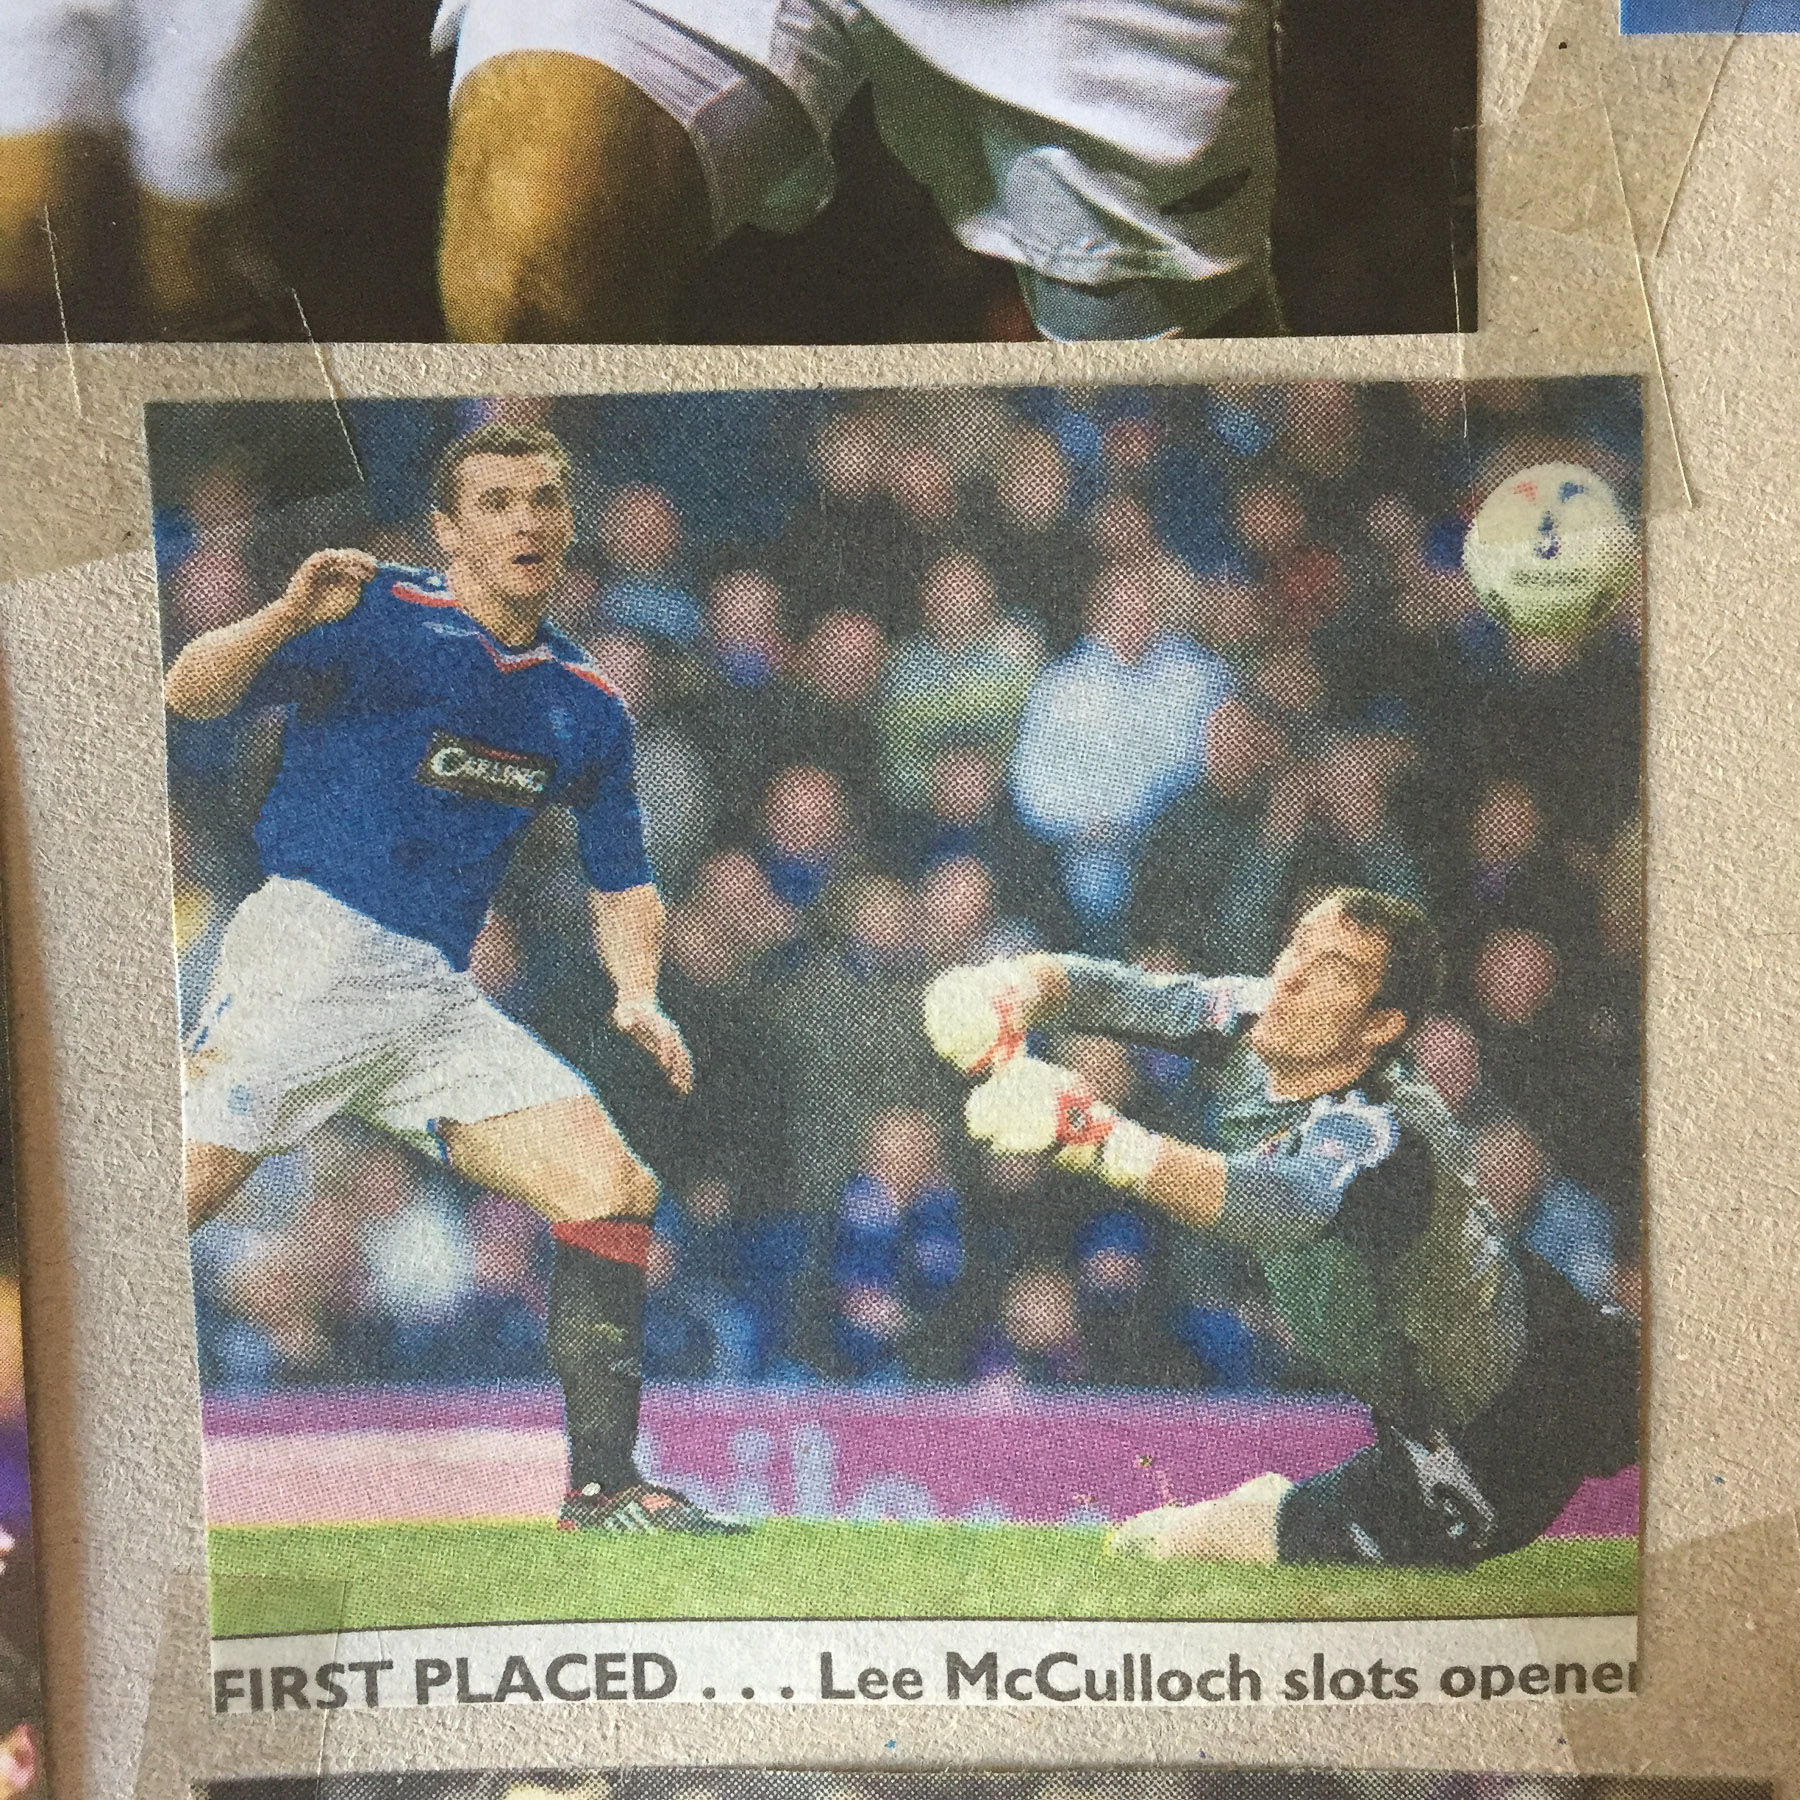 CARLING
FIRST PLACED . . . Lee McCulloch slots opener